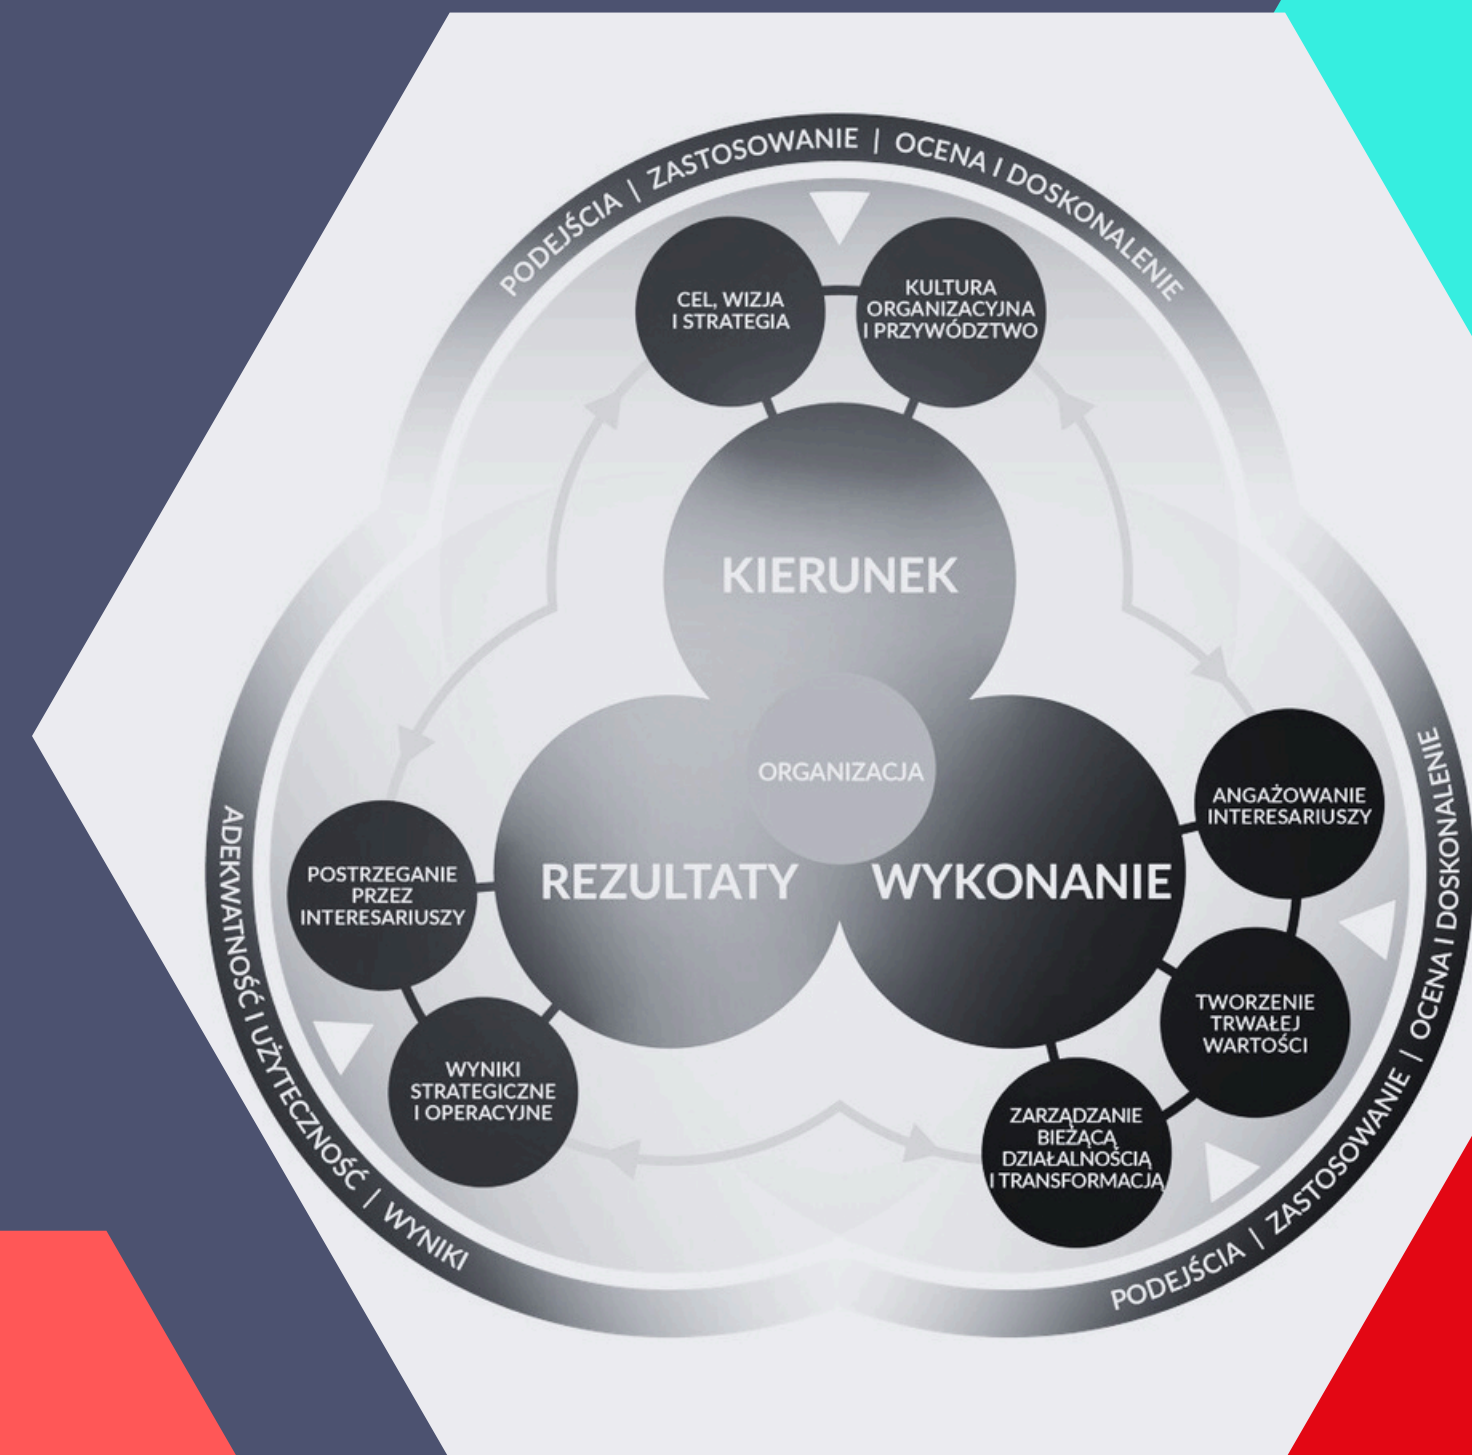 PODEJŚCIA | ZASTOSOWANIE | OCENA I DOSKONALENIE
CEL, WIZJA
I STRATEGIA
KULTURA
ORGANIZACYJNA
I PRZYWÓDZTWO
KIERUNEK
ORGANIZACJA
REZULTATY
WYKONANIE
ANGAŻOWANIE
INTERESARIUSZY
TWORZENIE
TRWAŁEJ
WARTOŚCI
ZARZĄDZANIE
BIEŻĄCĄ
DZIAŁALNOŚCIĄ
I TRANSFORMACJĄ
POSTRZEGANIE
PRZEZ
INTERESARIUSZY
WYNIKI
STRATEGICZNE
I OPERACYJNE
ADEKWATNOŚĆ I UŻYTECZNOŚĆ | WYNIKI
PODEJŚCIA | ZASTOSOWANIE | OCENA I DOSKONALENIE